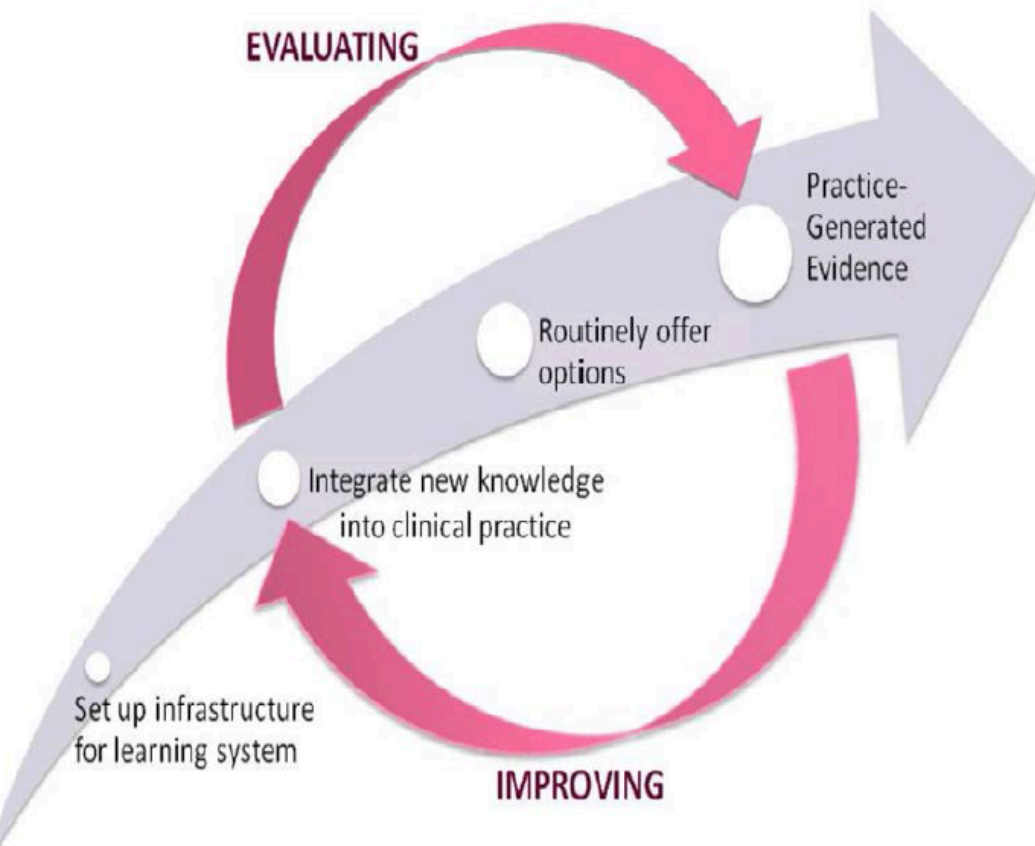 EVALUATING
Practice-
Generated
Evidence
Routinely offer
options
Integrate new knowledge
into clinical practice
Set up infrastructure
for learning system
IMPROVING